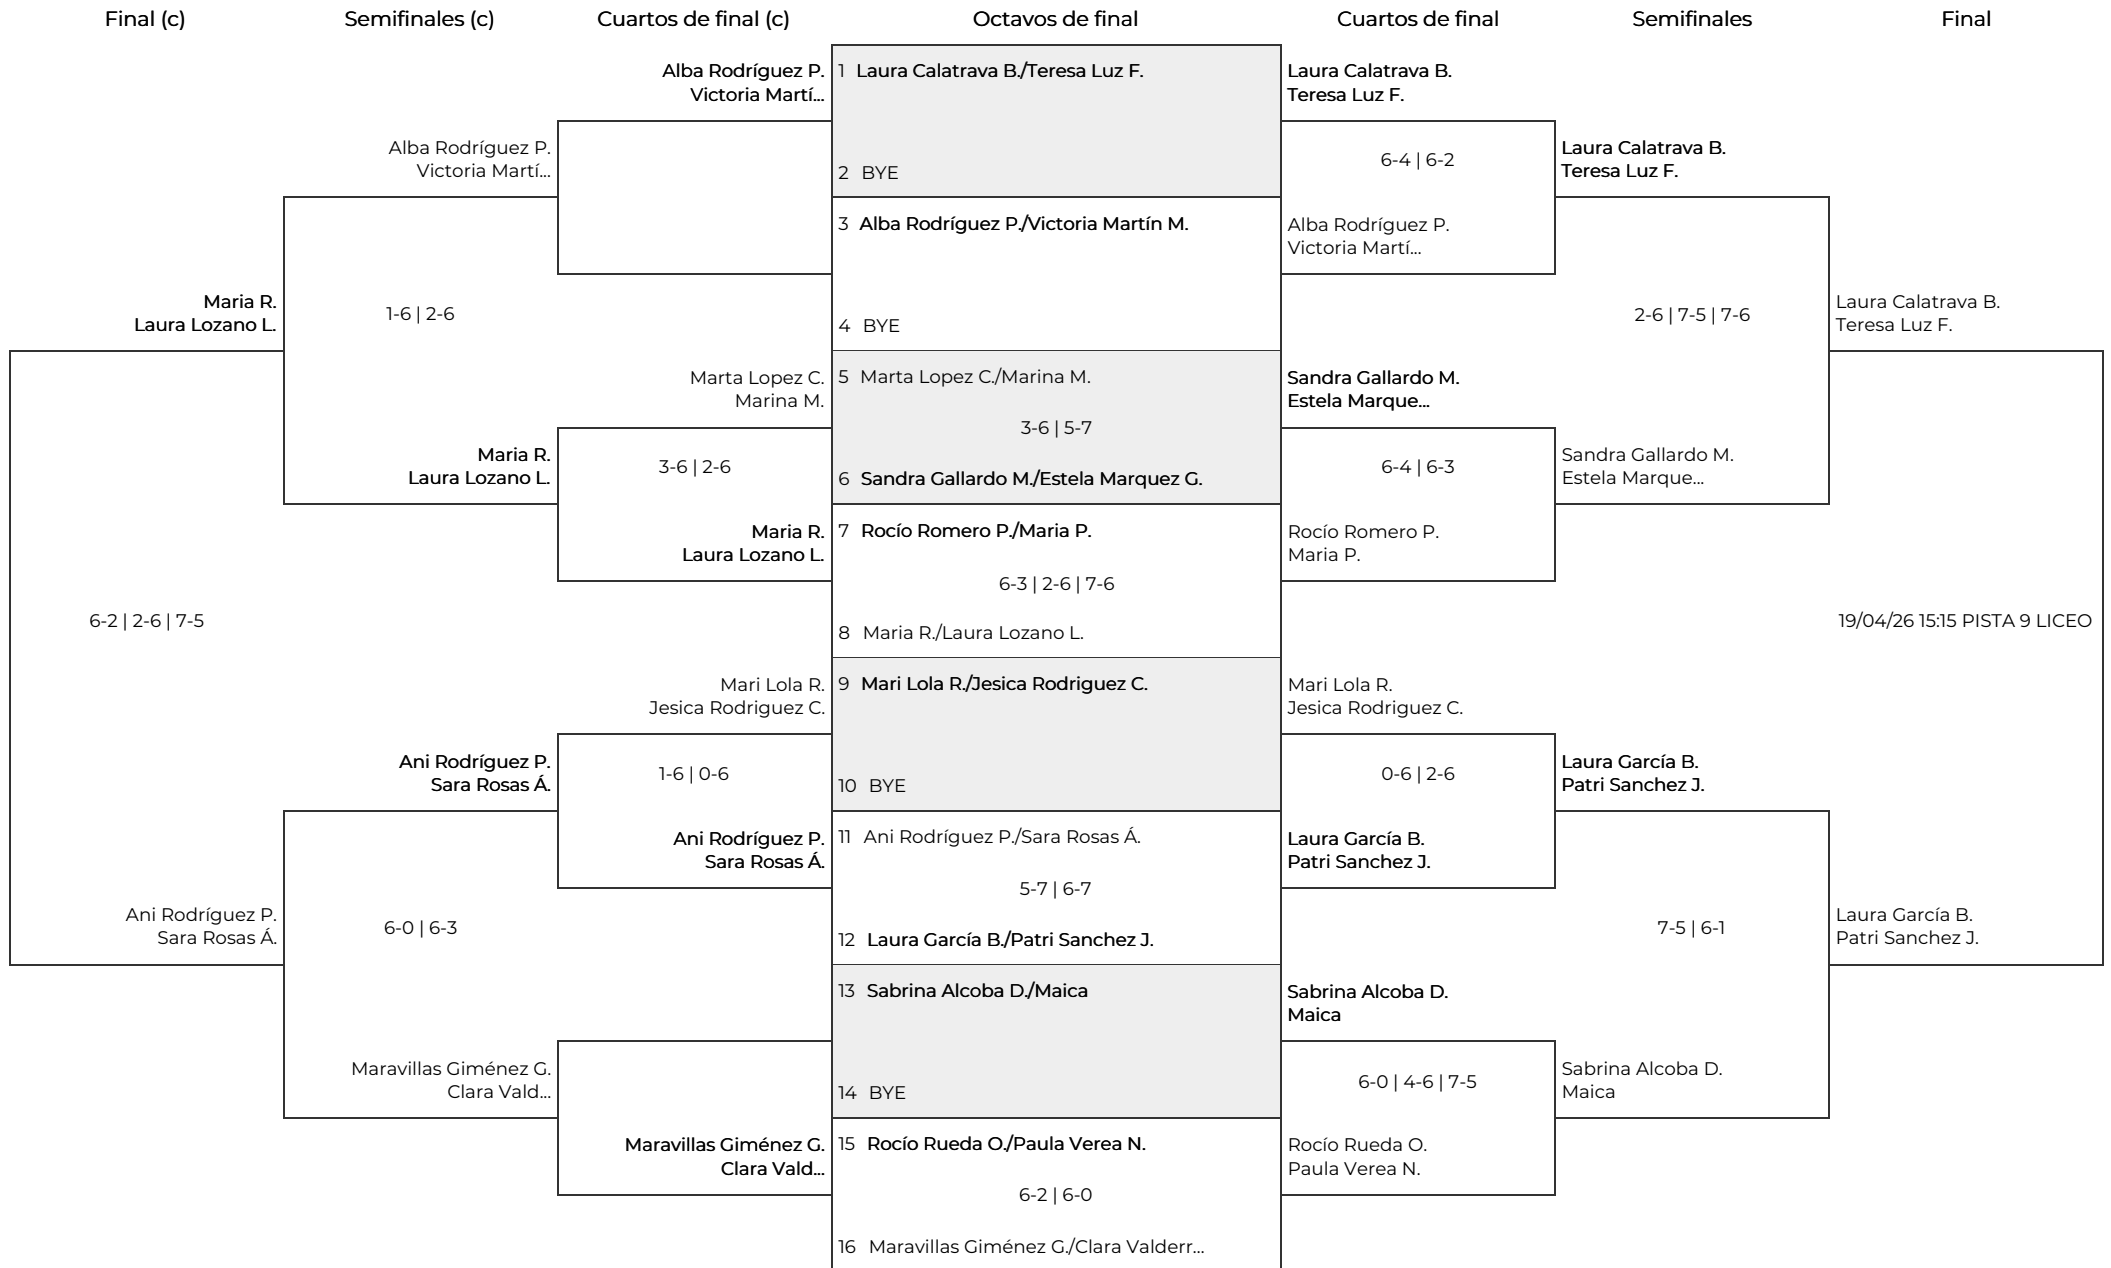 Final (c)
Semifinales (c)
Cuartos de final (c)
Octavos de final
Cuartos de final
Semifinales
Final
Maria R.
Laura Lozano L.
6-2 | 2-6 | 7-5
Ani Rodríguez P.
Sara Rosas Á.
Alba Rodríguez P.
Victoria Martí...
1-6 | 2-6
Maria R.
Laura Lozano L.
Ani Rodríguez P.
Sara Rosas Á.
6-0 | 6-3
Maravillas Giménez G.
Clara Vald...
Alba Rodríguez P.
Victoria Martí...
Marta Lopez C.
Marina M.
3-6 | 2-6
Maria R.
Laura Lozano L.
Mari Lola R.
Jesica Rodriguez C.
1-6 | 0-6
Ani Rodríguez P.
Sara Rosas Á.
Maravillas Giménez G.
Clara Vald...
1 Laura Calatrava B./Teresa Luz F.
2 BYE
3 Alba Rodríguez P./Victoria Martín M.
4 BYE
5 Marta Lopez C./Marina M.
3-6 | 5-7
6 Sandra Gallardo M./Estela Marquez G.
7 Rocío Romero P./Maria P.
6-3 | 2-6 | 7-6
8 Maria R./Laura Lozano L.
9 Mari Lola R./Jesica Rodriguez C.
10 BYE
11 Ani Rodríguez P./Sara Rosas Á.
5-7 | 6-7
12 Laura García B./Patri Sanchez J.
13 Sabrina Alcoba D./Maica
14 BYE
15 Rocío Rueda O./Paula Verea N.
6-2 | 6-0
16 Maravillas Giménez G./Clara Valderr...
Laura Calatrava B.
Teresa Luz F.
6-4 | 6-2
Alba Rodríguez P.
Victoria Martí...
Sandra Gallardo M.
Estela Marque...
6-4 | 6-3
Rocío Romero P.
Maria P.
Mari Lola R.
Jesica Rodriguez C.
0-6 | 2-6
Laura García B.
Patri Sanchez J.
Sabrina Alcoba D.
Maica
6-0 | 4-6 | 7-5
Rocío Rueda O.
Paula Verea N.
Laura Calatrava B.
Teresa Luz F.
2-6 | 7-5 | 7-6
Sandra Gallardo M.
Estela Marque...
Laura García B.
Patri Sanchez J.
7-5 | 6-1
Sabrina Alcoba D.
Maica
Laura Calatrava B.
Teresa Luz F.
19/04/26 15:15 PISTA 9 LICEO
Laura García B.
Patri Sanchez J.